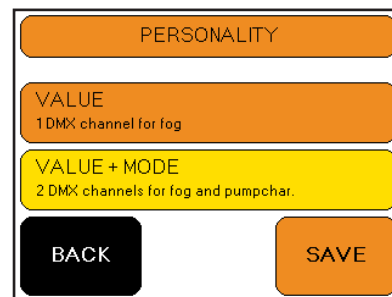 PERSONALITY
VALUE
1 DMX channel for fog
VALUE + MODE
2 DMX channels for fog and pumpchar.
BACK SAVE